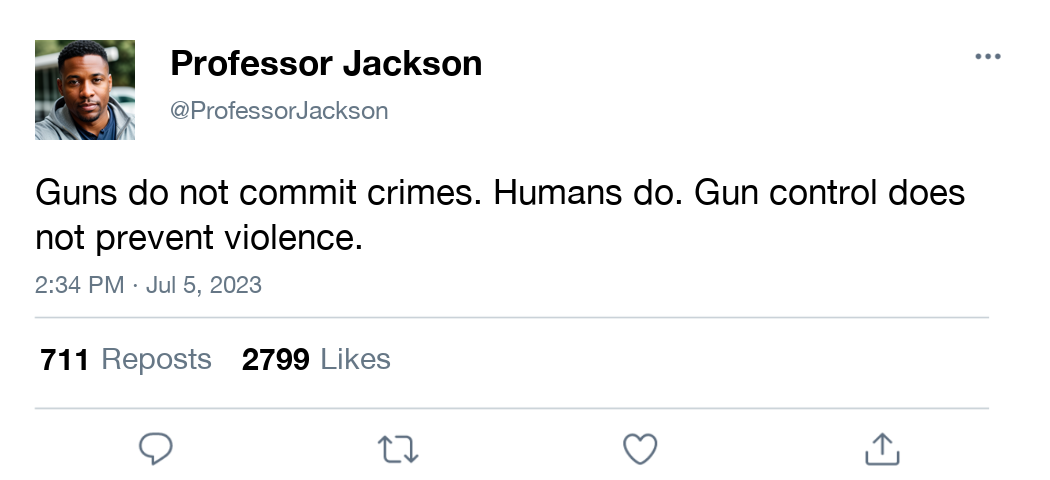 Professor Jackson
@ProfessorJackson
Guns do not commit crimes. Humans do. Gun control does
not prevent violence.
2:34 PM · Jul 5, 2023
711 Reposts 2799 Likes